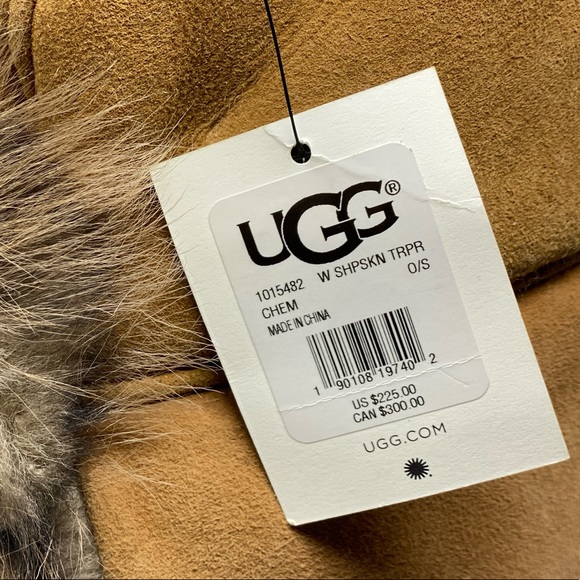 UGG®
1015482 W SHPSKN TRPR
CHEM O/S
MADE IN CHINA
1 90108 19740 2
US $225.00
CAN $300.00
UGG.COM